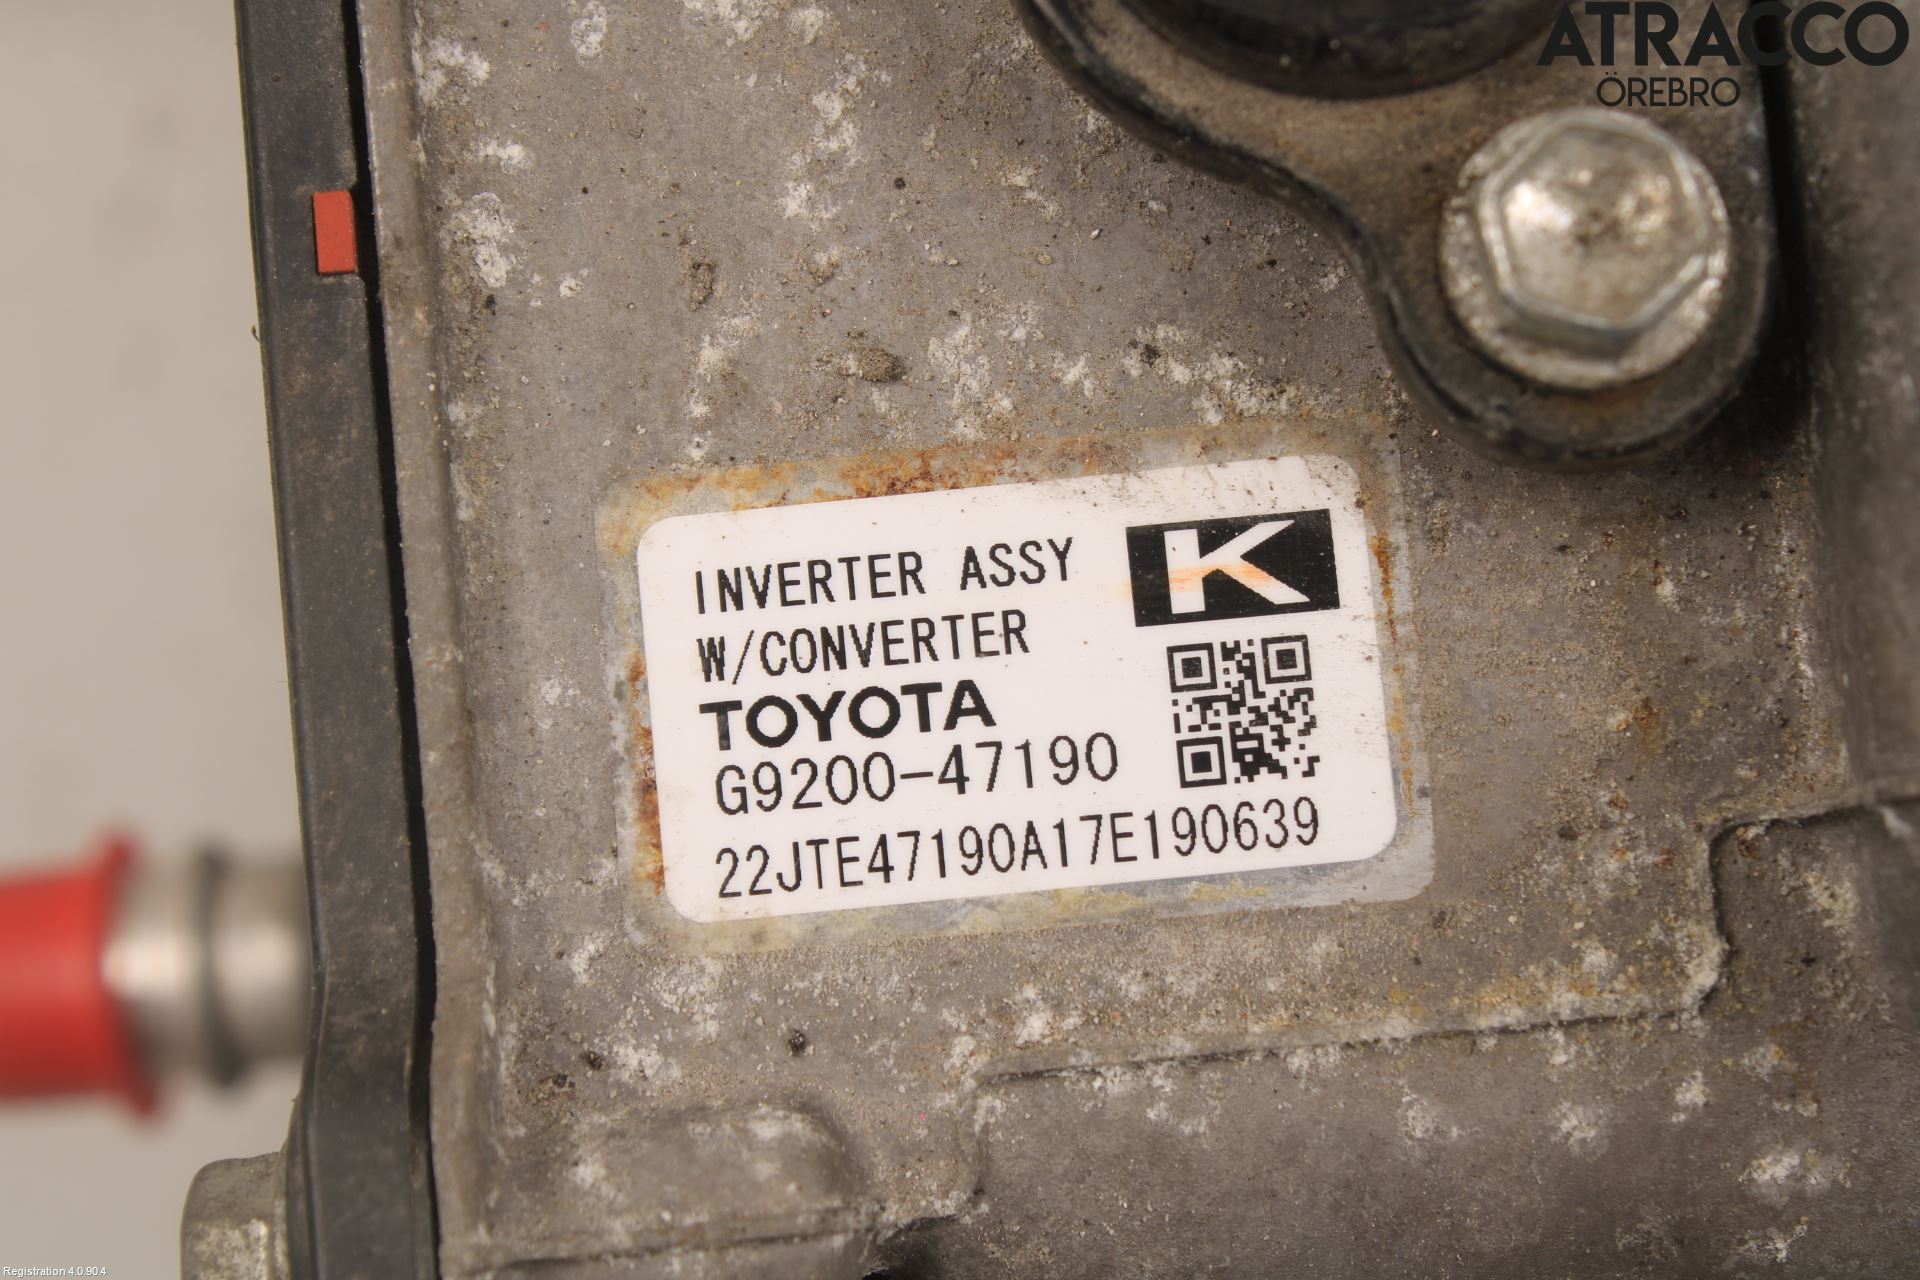 ATRACCO
ÖREBRO
INVERTER ASSY
K
W/CONVERTER
TOYOTA
G9200-47190
22JTE47190A17E190639
Registration 4.0.90.4